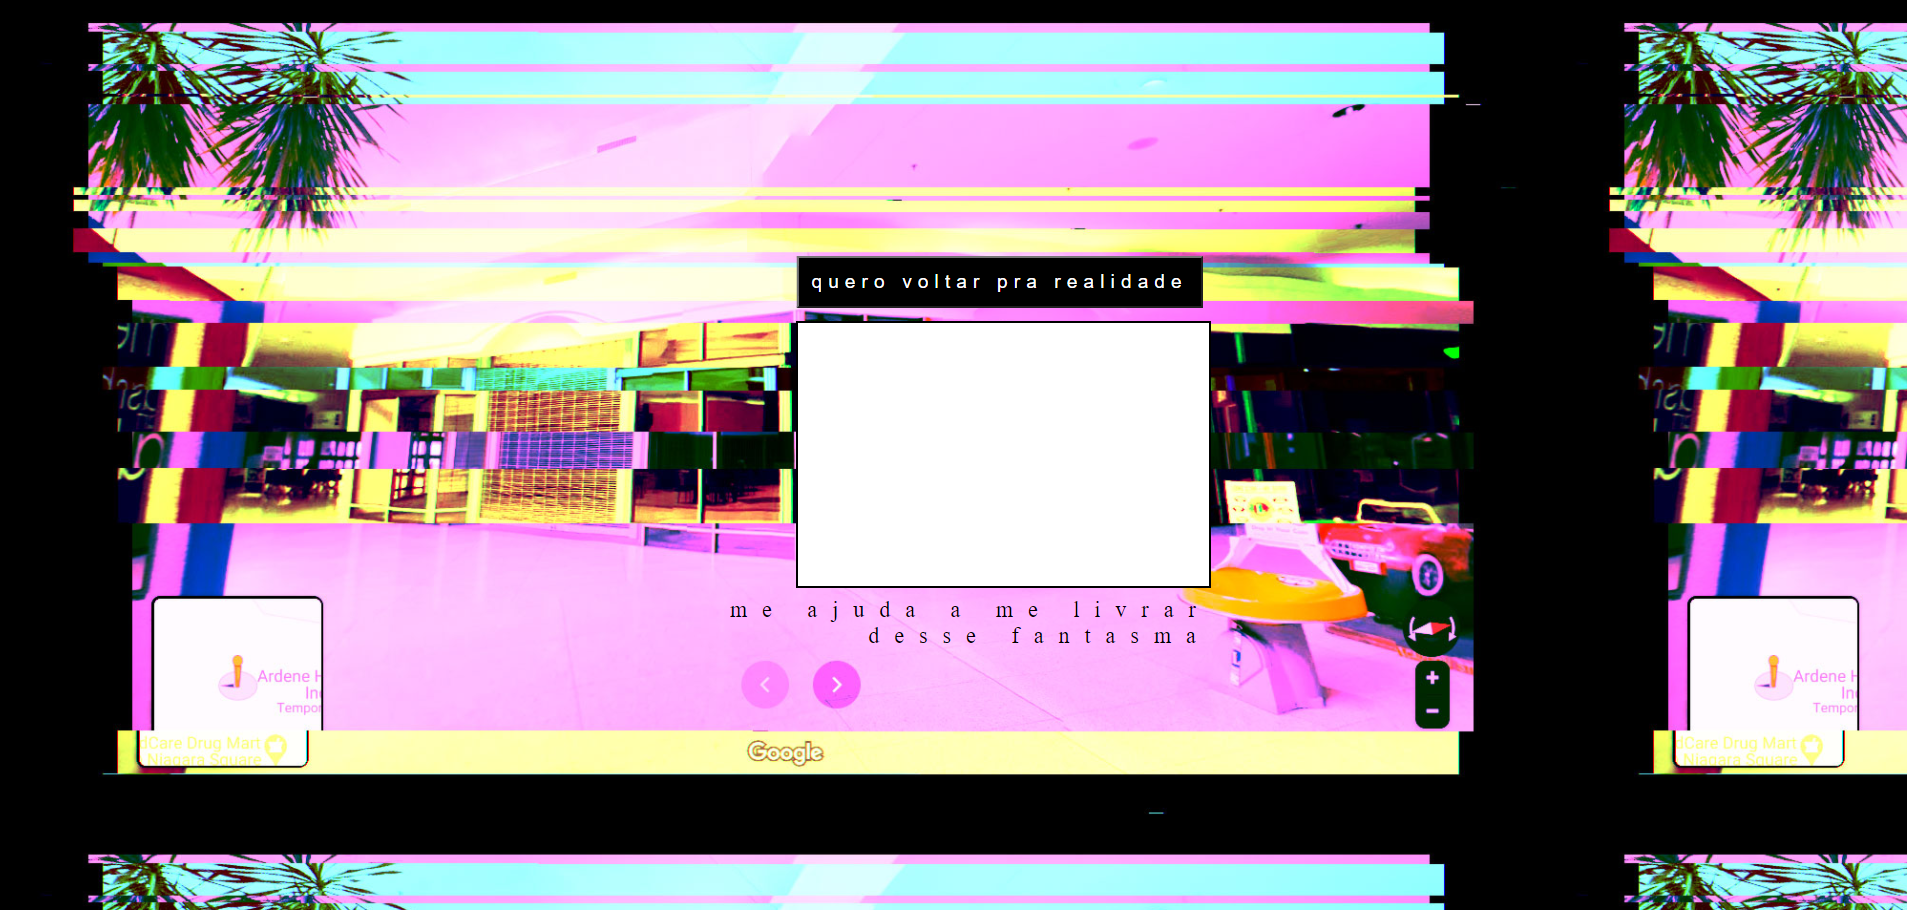 quero voltar pra realidade
me ajuda a me livrar
desse fantasma
Ardene H
In
Tempor
dCare Drug Mart
Niagara Square
Google
Ardene H
In
Tempor
dCare Drug Mart
Niagara Square